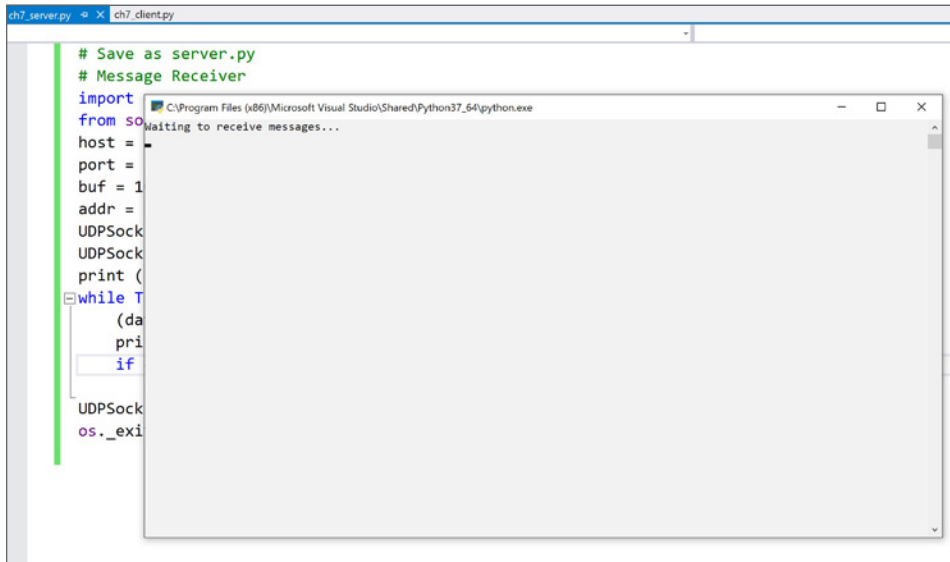 ch7_server.py ch7_client.py
# Save as server.py
# Message Receiver
import
from so
host =
port =
buf = 1
addr =
UDPSock
UDPSock
print (
while T
(da
pri
if
UDPSock
os._exi
C:\Program Files (x86)\Microsoft Visual Studio\Shared\Python37_64\python.exe
Waiting to receive messages...